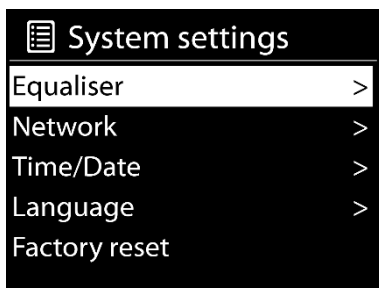 System settings
Equaliser >
Network >
Time/Date >
Language >
Factory reset